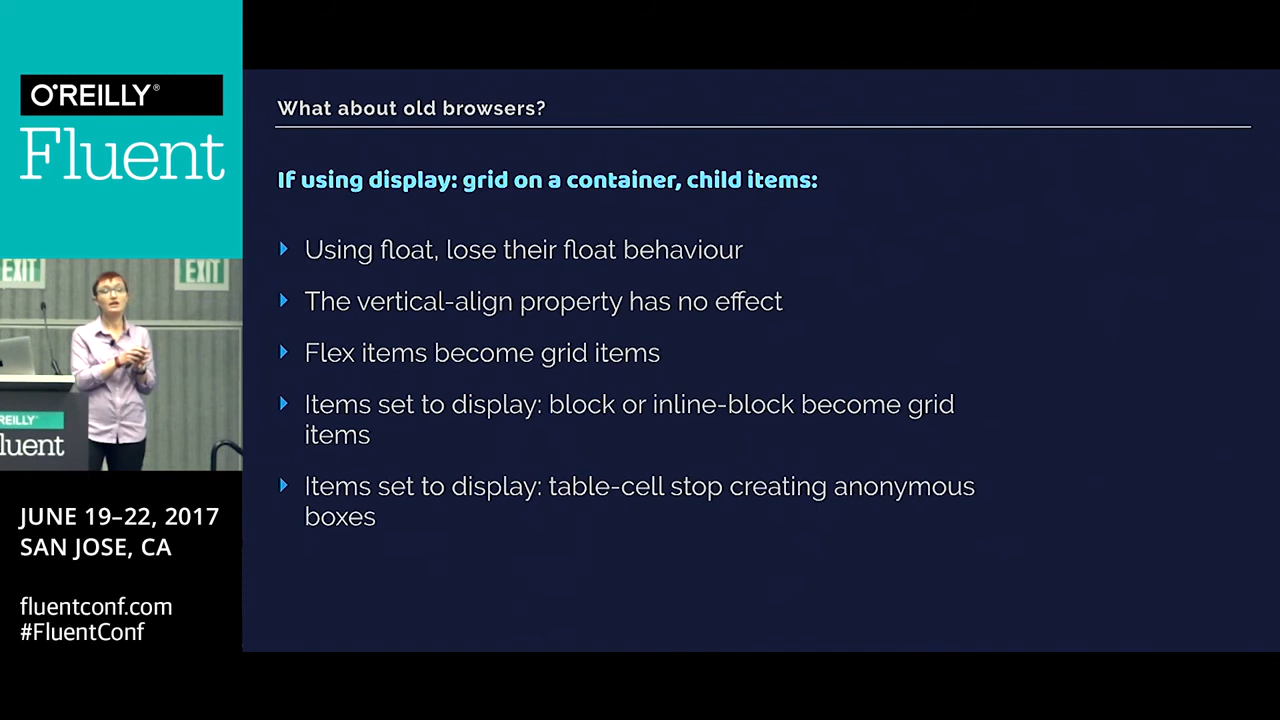 O'REILLY®
Fluent
EXIT
EXIT
REILLY
luent
JUNE 19–22, 2017
SAN JOSE, CA
fluentconf.com
#FluentConf
What about old browsers?
If using display: grid on a container, child items:
Using float, lose their float behaviour
The vertical-align property has no effect
Flex items become grid items
Items set to display: block or inline-block become grid
items
Items set to display: table-cell stop creating anonymous
boxes